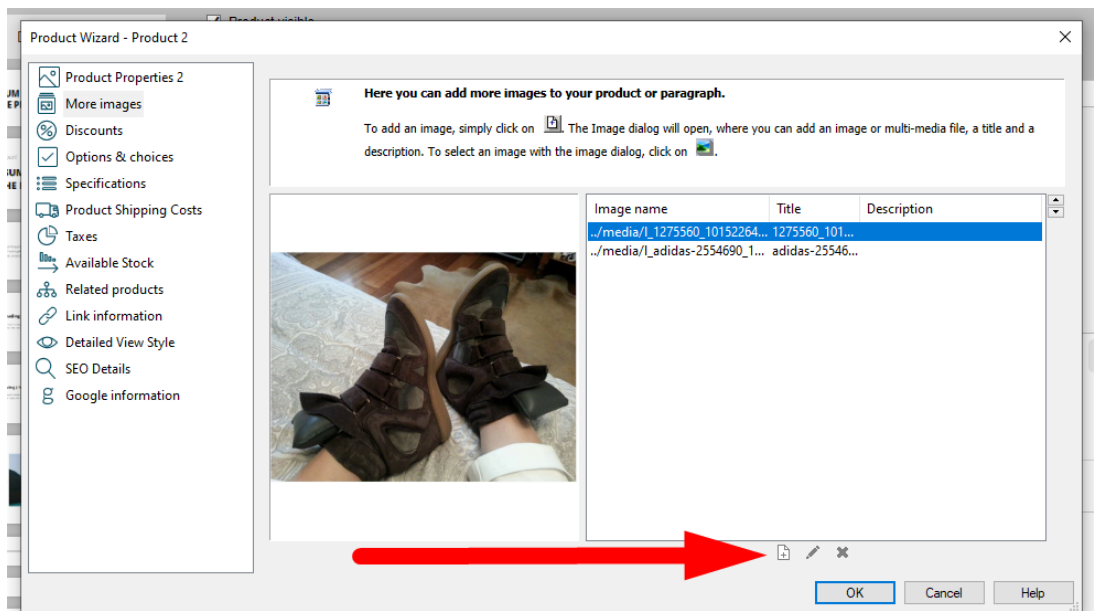 Product visible
Product Wizard - Product 2
Product Properties 2
More images
Discounts
Options & choices
Specifications
Product Shipping Costs
Taxes
Available Stock
Related products
Link information
Detailed View Style
SEO Details
Google information
Here you can add more images to your product or paragraph.
To add an image, simply click on . The Image dialog will open, where you can add an image or multi-media file, a title and a
description. To select an image with the image dialog, click on .
Image name Title Description
../media/l_1275560_10152264... 1275560_101...
../media/l_adidas-2554690_1... adidas-25546...
OK Cancel Help